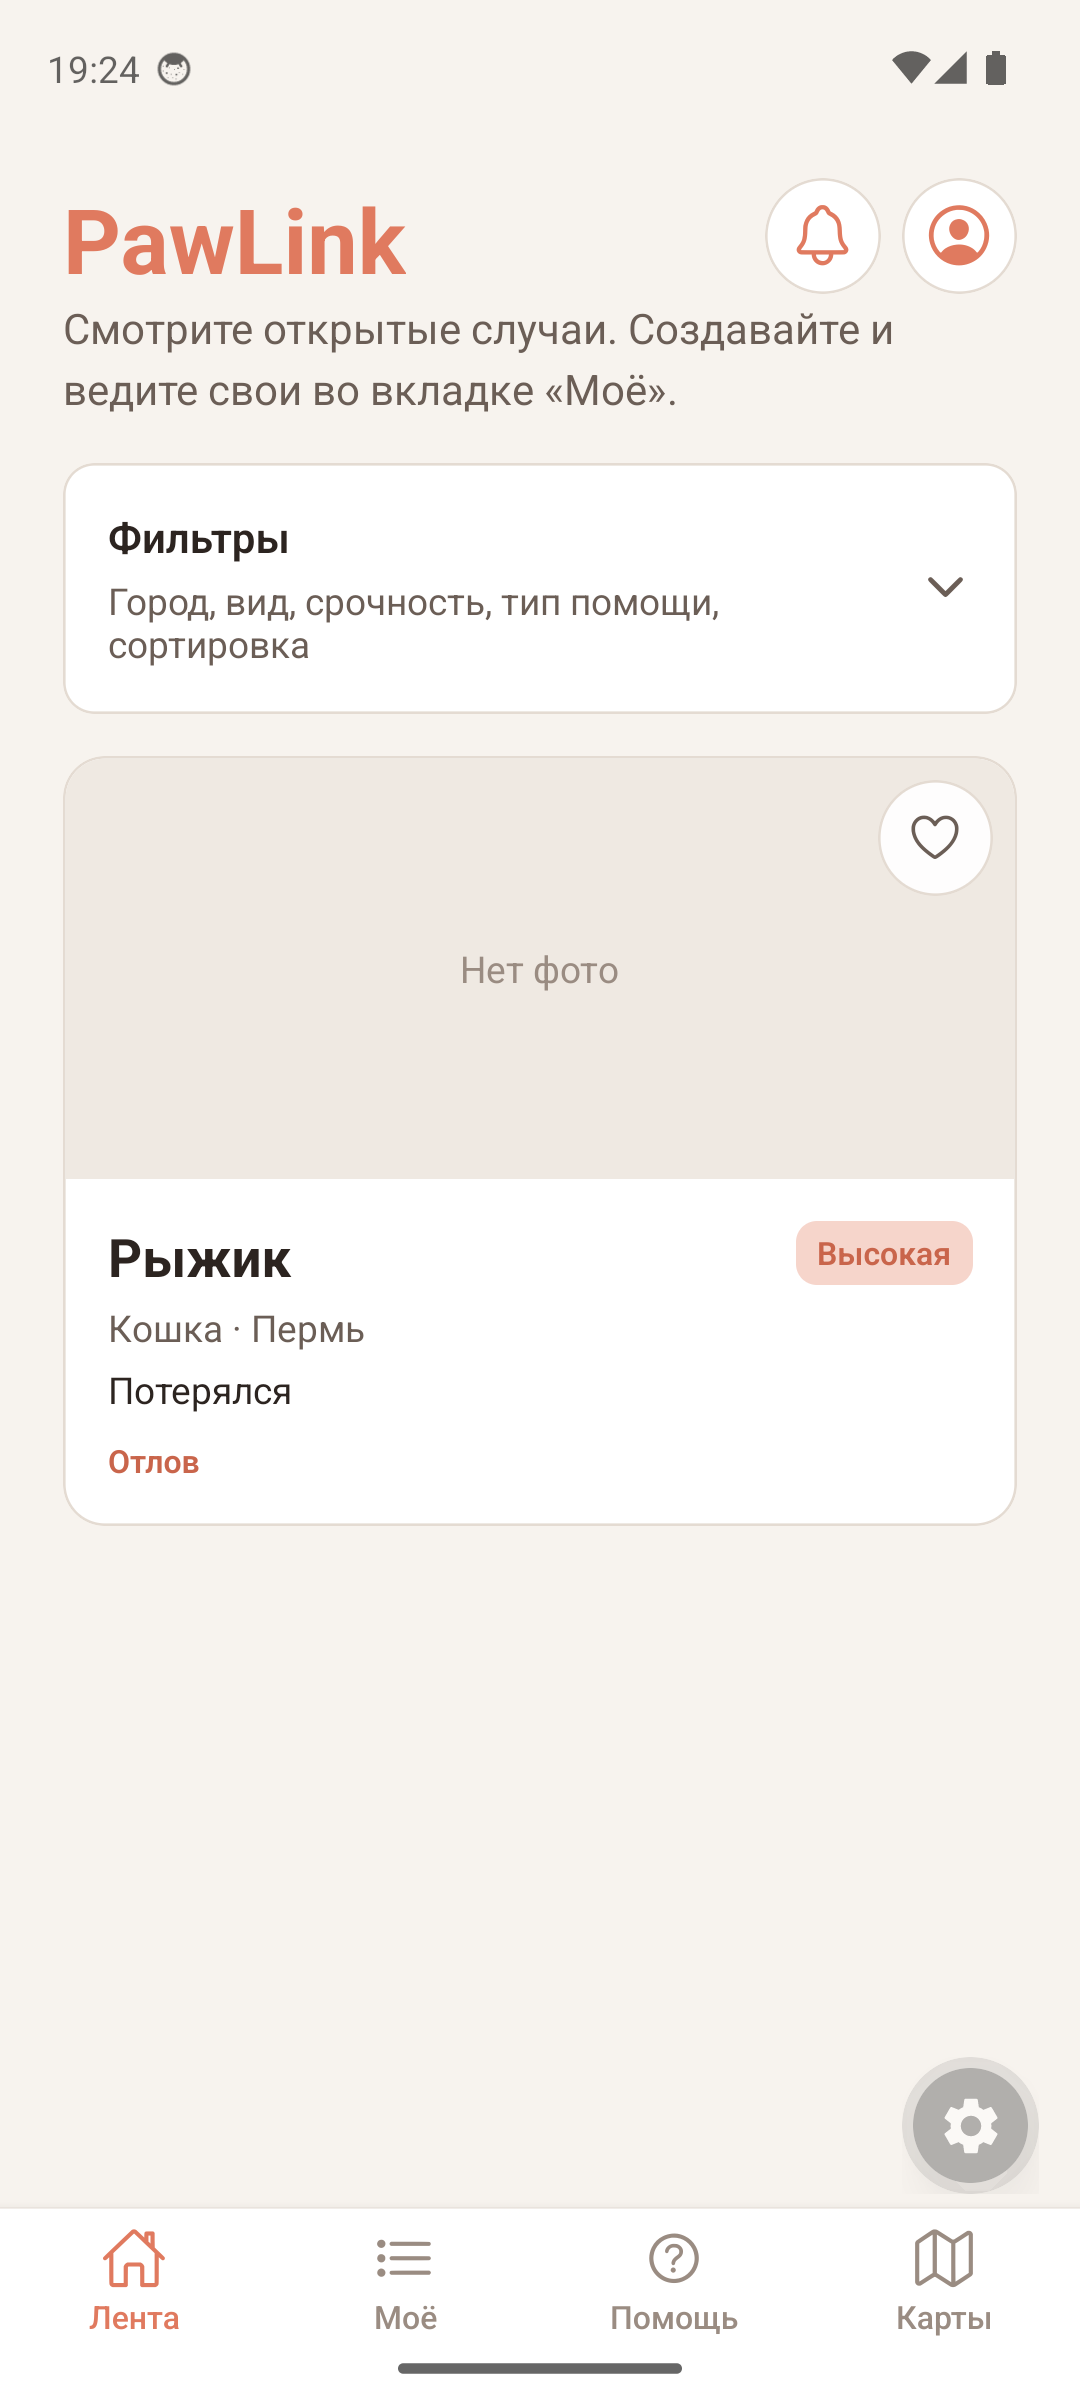 19:24
PawLink
Смотрите открытые случаи. Создавайте и
ведите свои во вкладке «Моё».
Фильтры
Город, вид, срочность, тип помощи,
сортировка
Нет фото
Рыжик
Высокая
Кошка · Пермь
Потерялся
Отлов
Лента
Моё
Помощь
Карты